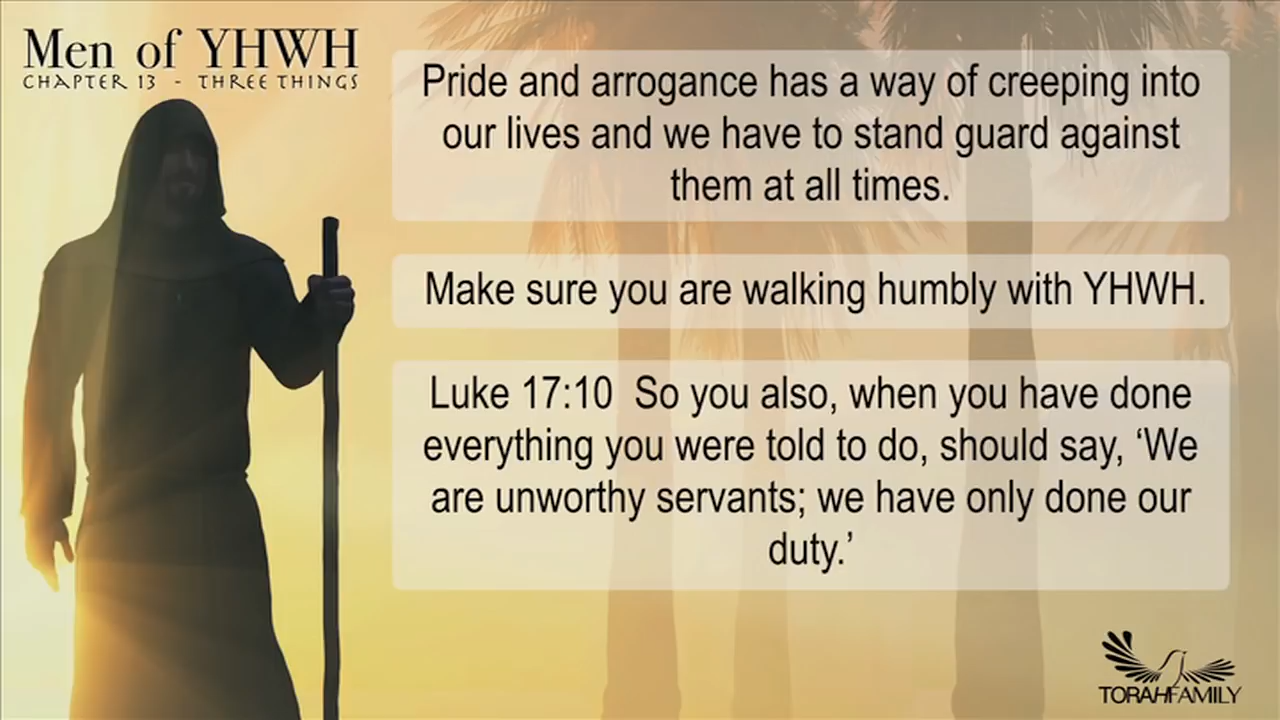 Men of YHWH
CHAPTER 13 - THREE THINGS
Pride and arrogance has a way of creeping into
our lives and we have to stand guard against
them at all times.
Make sure you are walking humbly with YHWH.
Luke 17:10  So you also, when you have done
everything you were told to do, should say, ‘We
are unworthy servants; we have only done our
duty.’
TORAHFAMILY